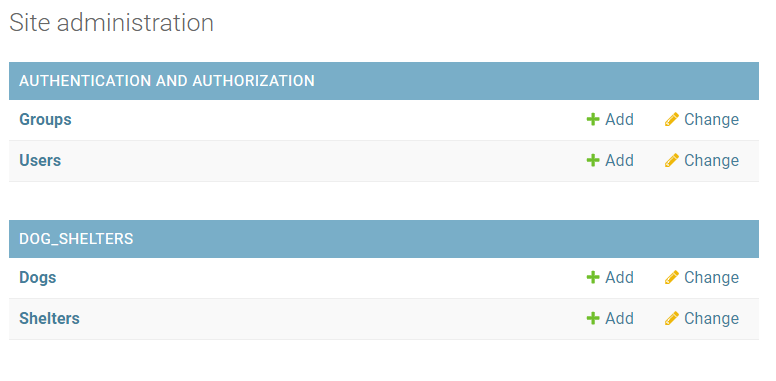 Site administration
AUTHENTICATION AND AUTHORIZATION
Groups Add Change
Users Add Change
DOG_SHELTERS
Dogs Add Change
Shelters Add Change